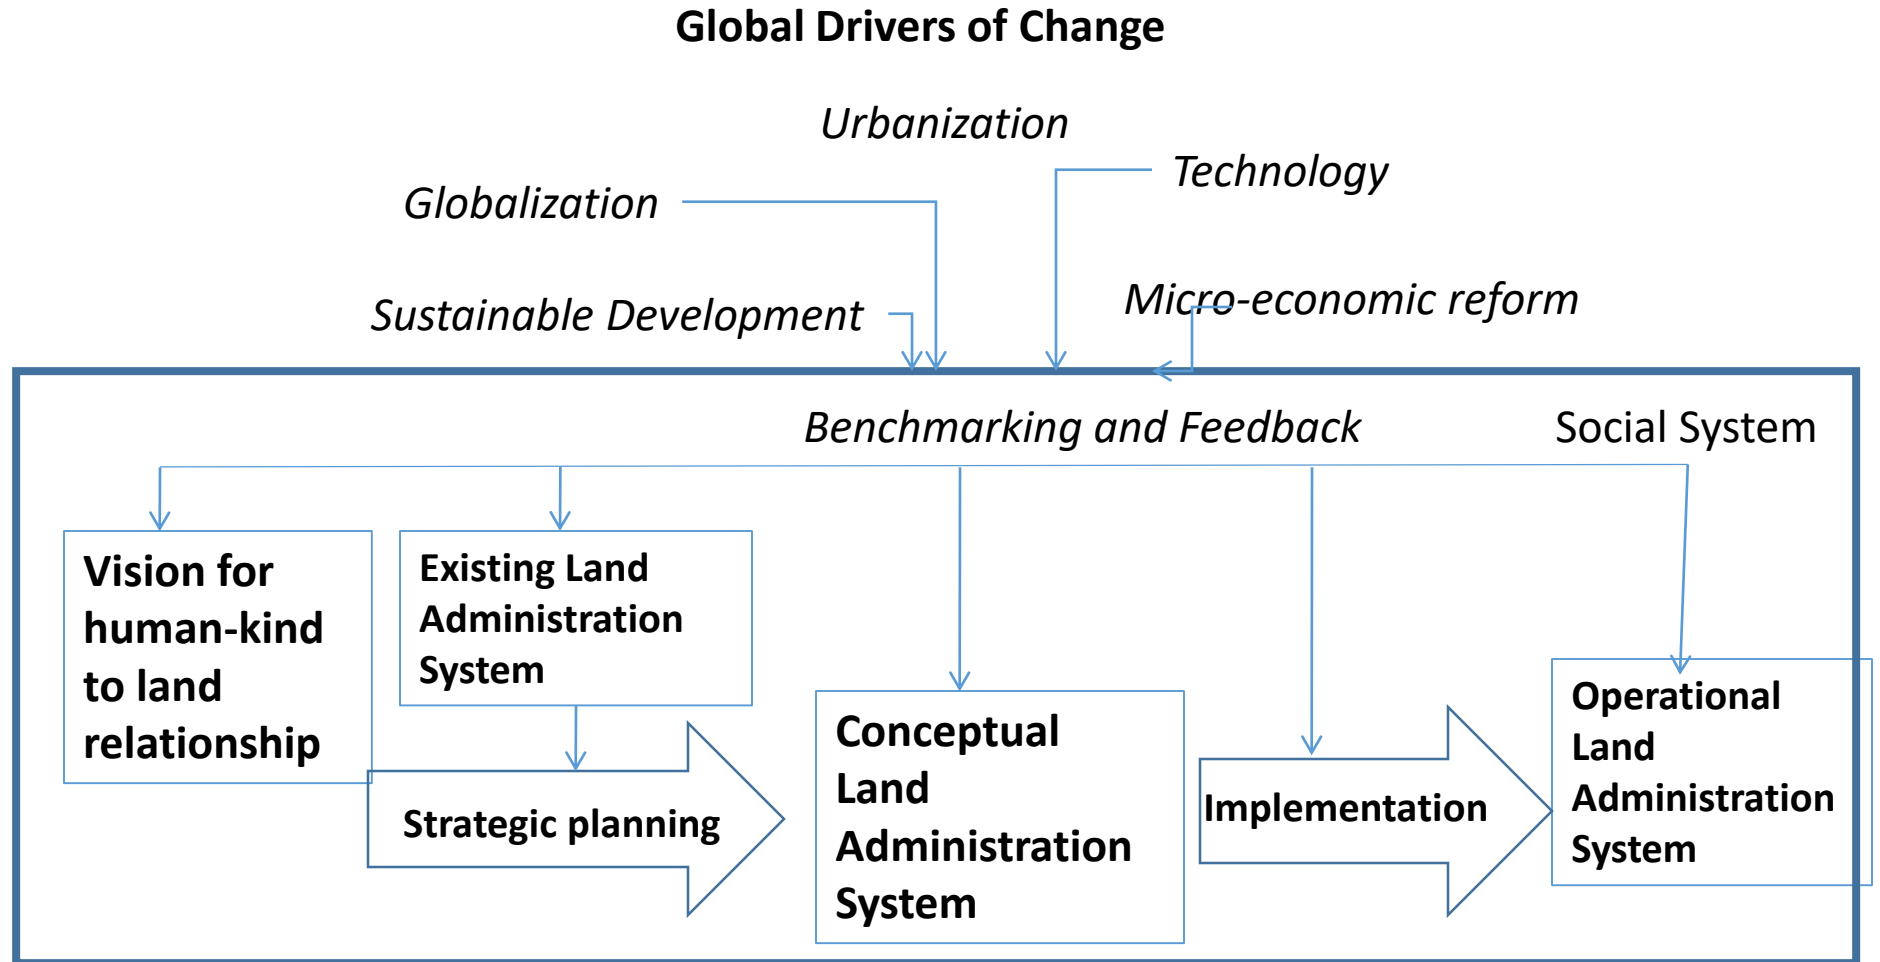 Global Drivers of Change
Urbanization
Technology
Globalization
Micro-economic reform
Sustainable Development
Benchmarking and Feedback
Social System
Vision for
human-kind
to land
relationship
Existing Land
Administration
System
Strategic planning
Conceptual
Land
Administration
System
Implementation
Operational
Land
Administration
System